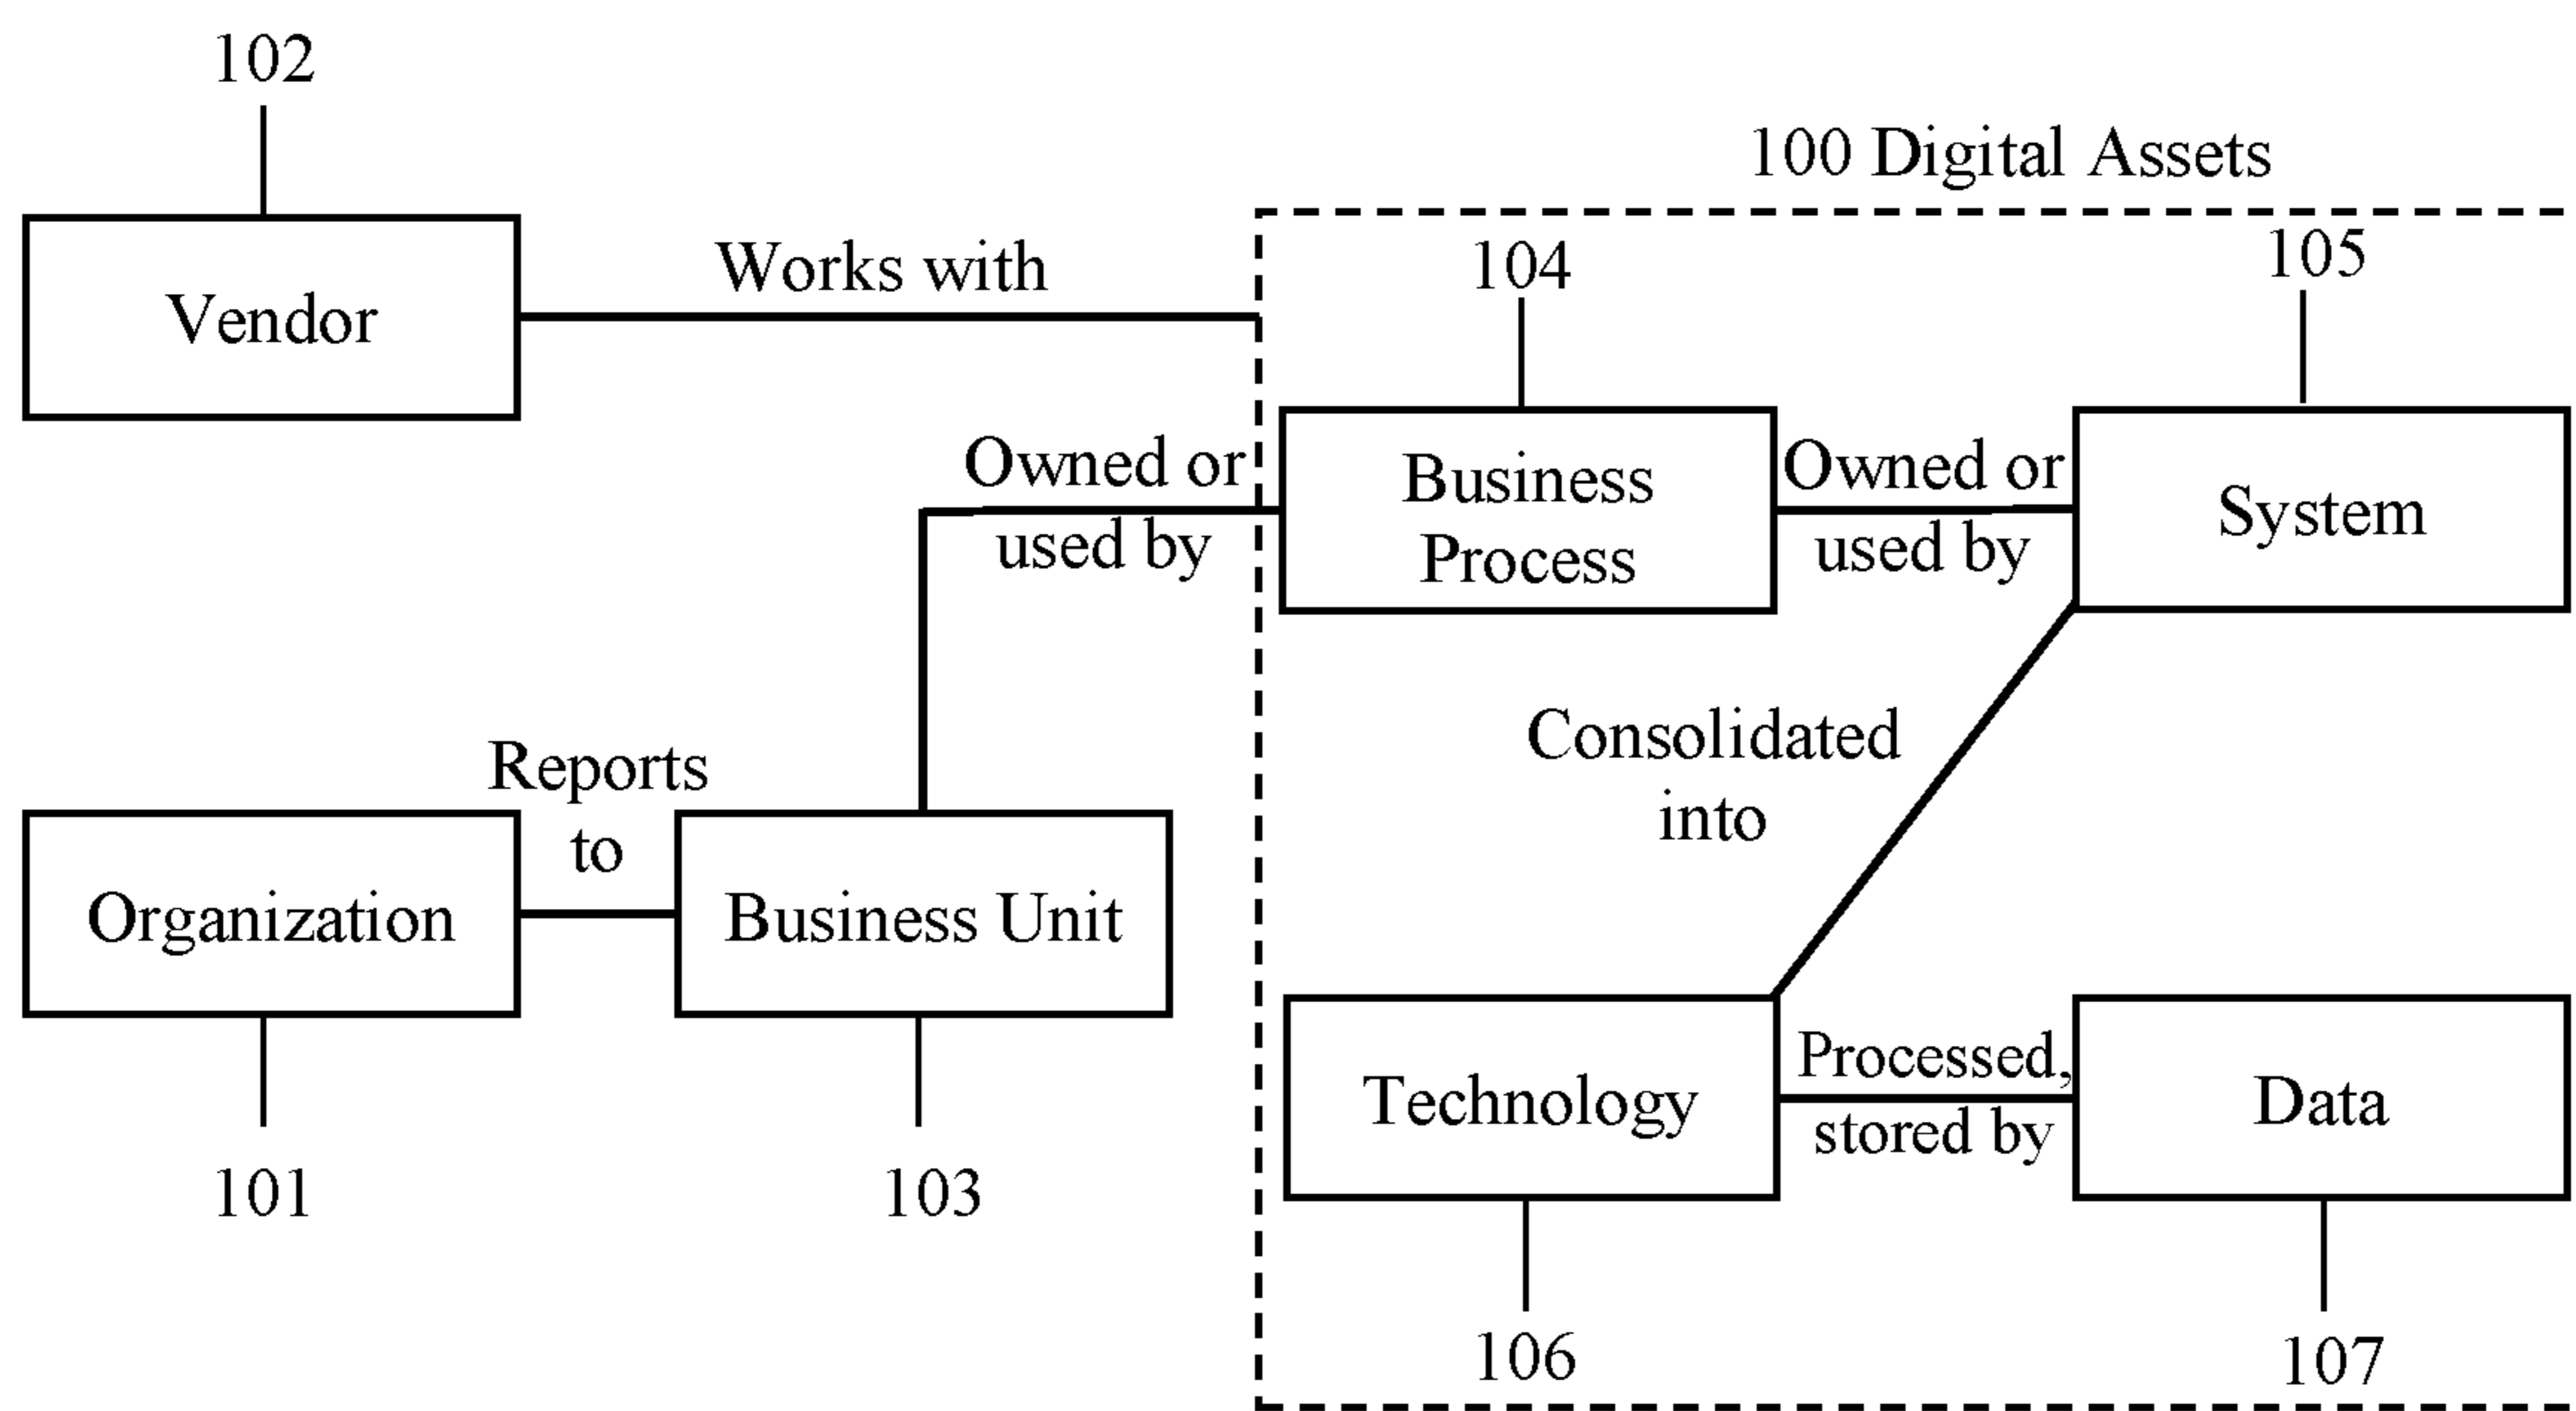 102
100 Digital Assets
Vendor
Works with
104
105
Owned or
used by
Business
Process
Owned or
used by
System
Consolidated
into
Reports
to
Organization
Business Unit
Technology
Processed,
stored by
Data
101
103
106
107